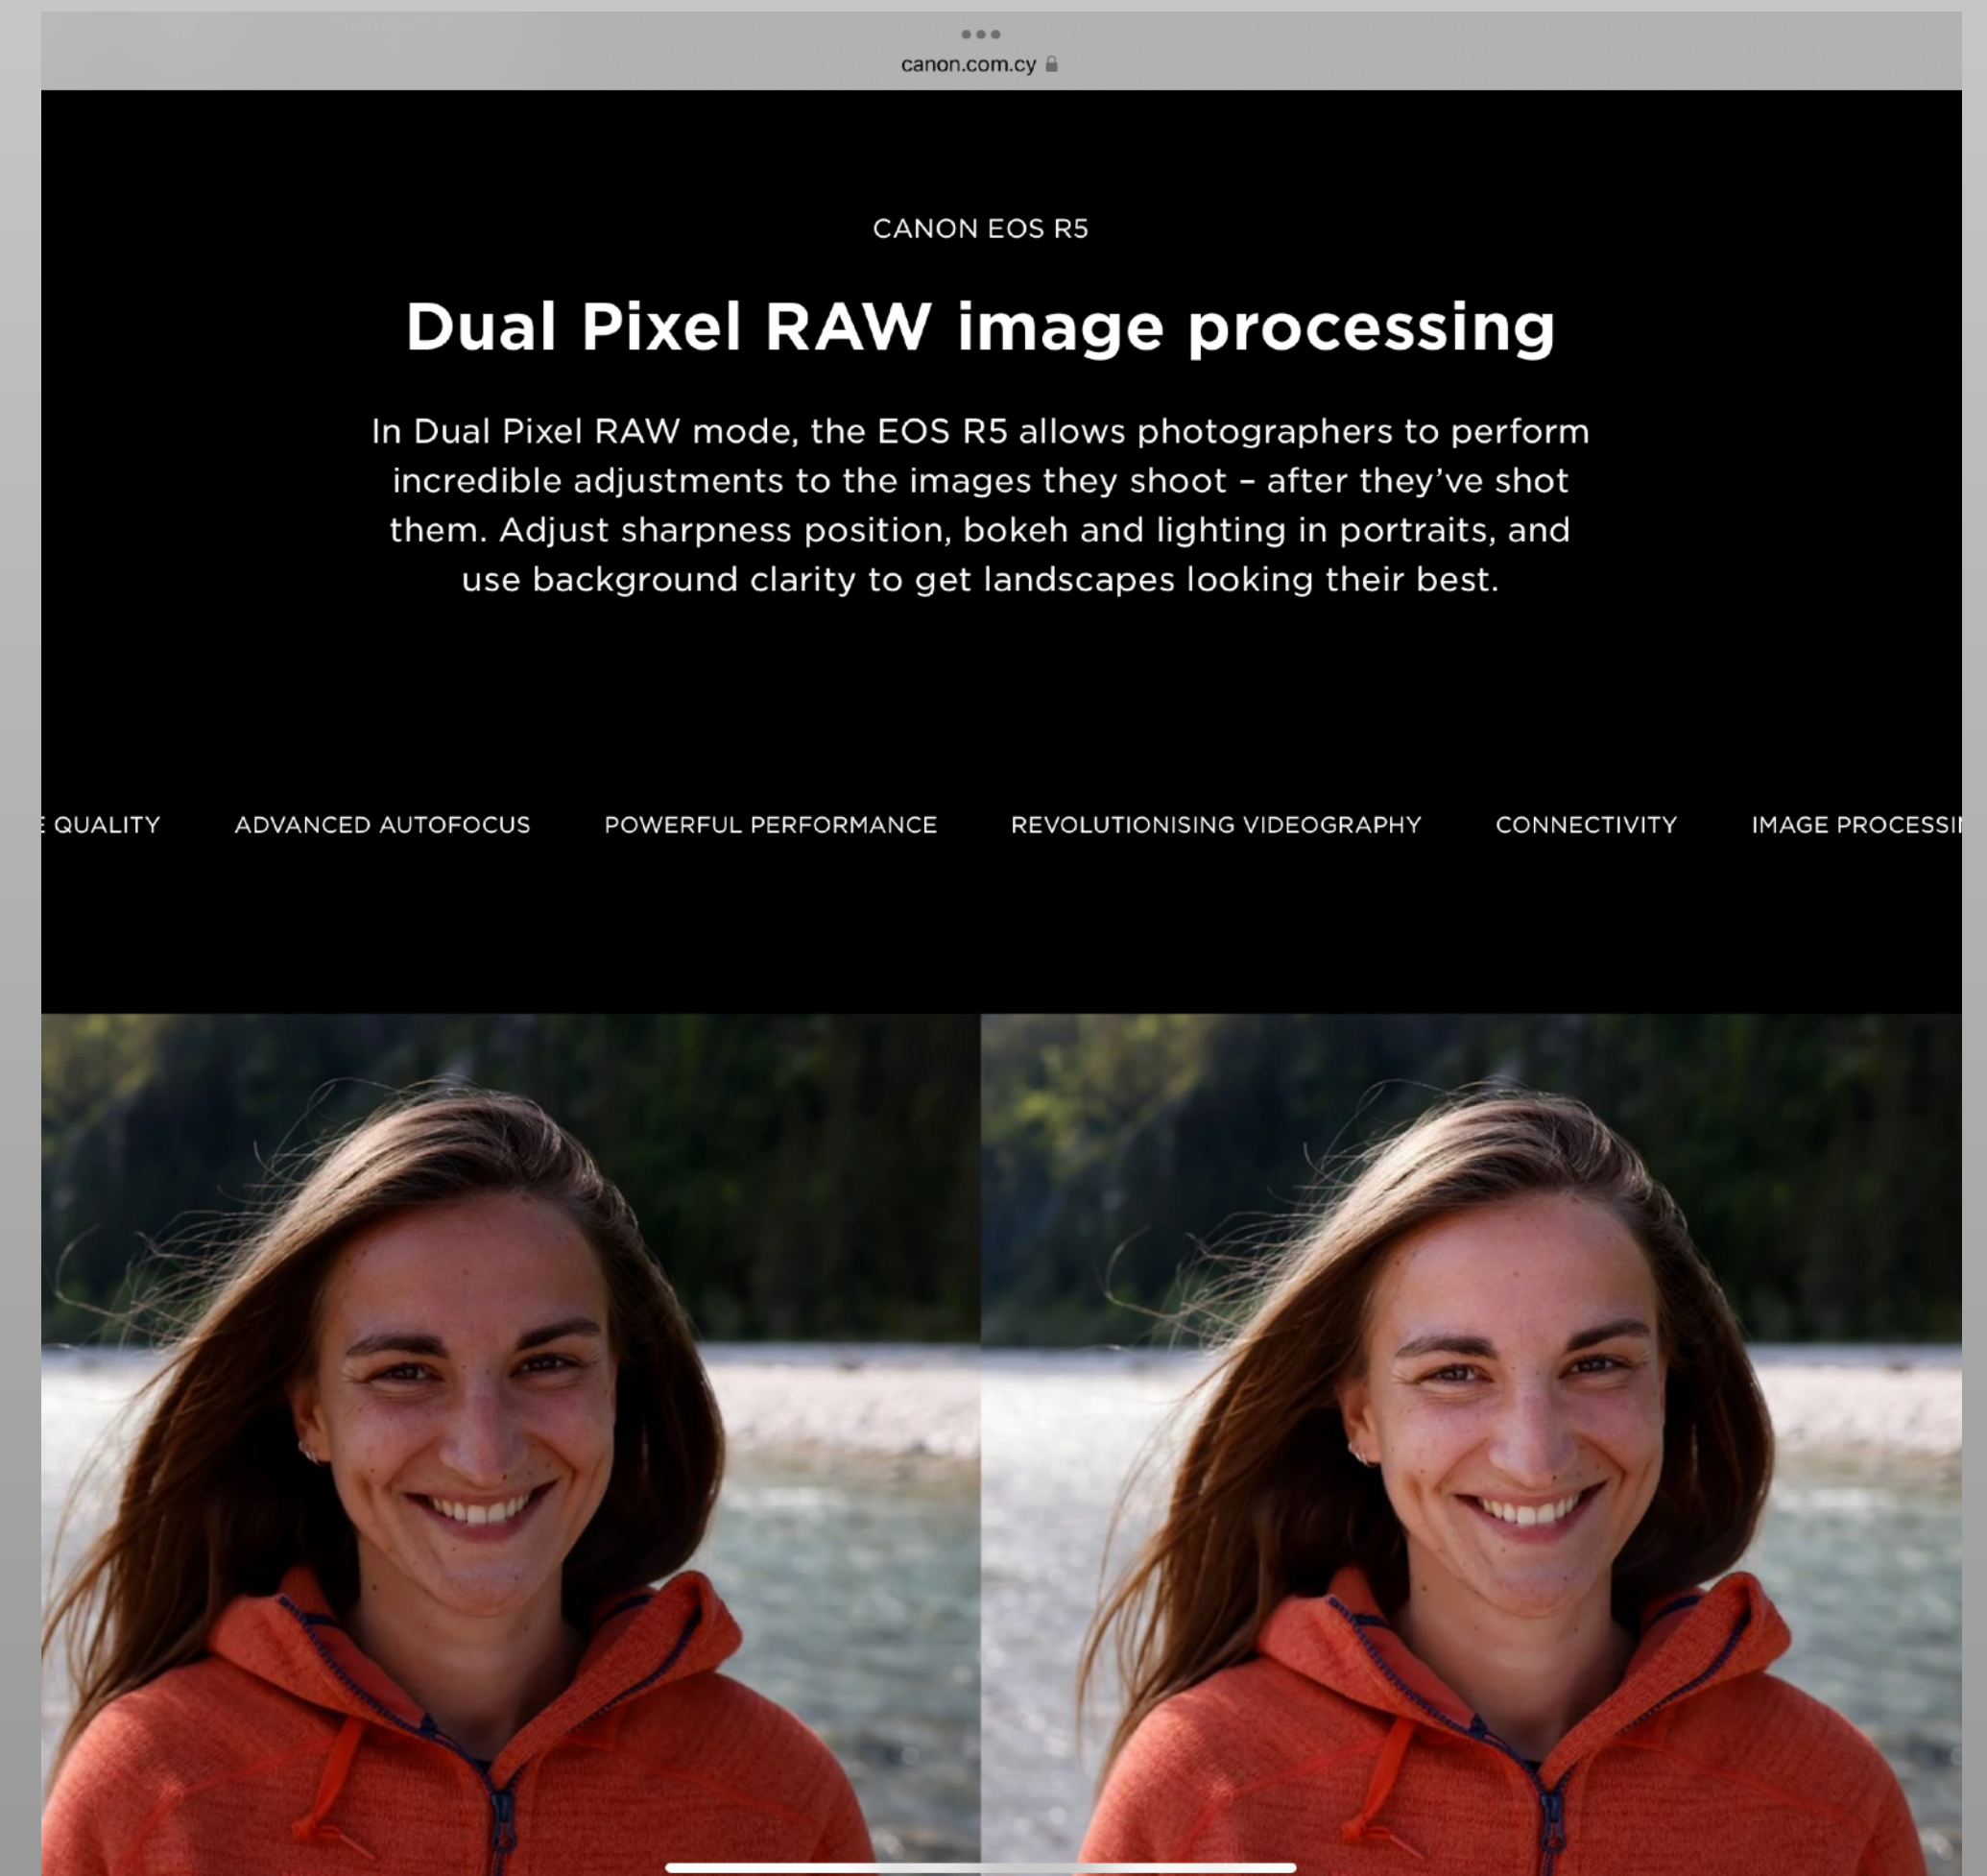 canon.com.cy
CANON EOS R5
Dual Pixel RAW image processing
In Dual Pixel RAW mode, the EOS R5 allows photographers to perform
incredible adjustments to the images they shoot – after they’ve shot
them. Adjust sharpness position, bokeh and lighting in portraits, and
use background clarity to get landscapes looking their best.
QUALITY ADVANCED AUTOFOCUS POWERFUL PERFORMANCE REVOLUTIONISING VIDEOGRAPHY CONNECTIVITY IMAGE